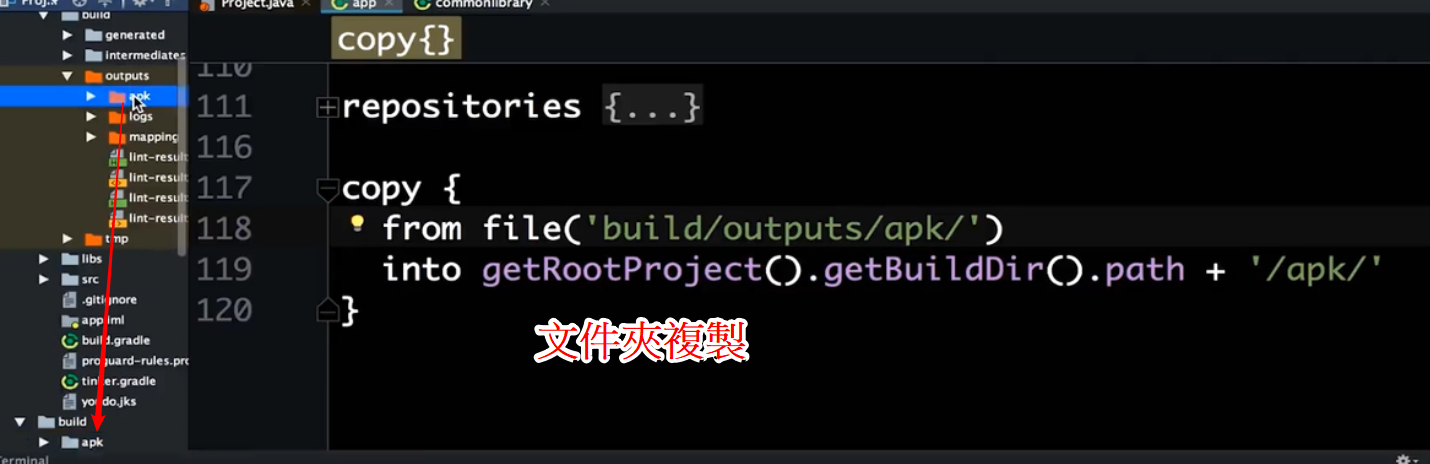 Project.java
app
commonlibrary
build
generated
intermediates
outputs
apk
logs
mapping
lint-result
lint-result
lint-result
lint-result
tmp
libs
src
.gitignore
app.iml
build.gradle
proguard-rules.pro
tinker.gradle
yondo.jks
build
apk
Terminal
copy{}
110
111 repositories {...}
116
117 copy {
118 from file('build/outputs/apk/')
119 into getRootProject().getBuildDir().path + '/apk/'
120 }
文件夾複製